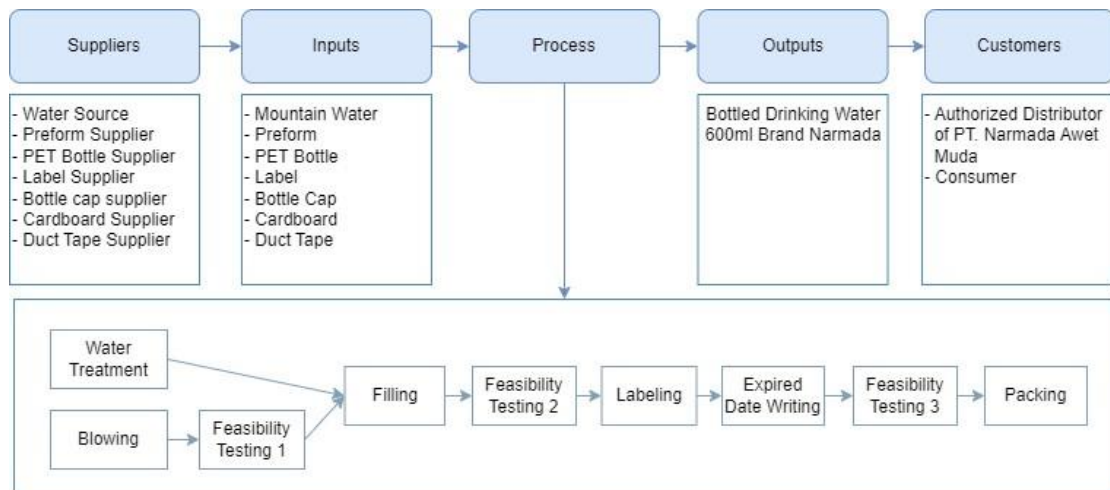 Suppliers
Inputs
Process
Outputs
Customers
- Water Source
- Preform Supplier
- PET Bottle Supplier
- Label Supplier
- Bottle cap supplier
- Cardboard Supplier
- Duct Tape Supplier
- Mountain Water
- Preform
- PET Bottle
- Label
- Bottle Cap
- Cardboard
- Duct Tape
Bottled Drinking Water
600ml Brand Narmada
- Authorized Distributor
of PT. Narmada Awet
Muda
- Consumer
Water
Treatment
Blowing
Feasibility
Testing 1
Filling
Feasibility
Testing 2
Labeling
Expired
Date Writing
Feasibility
Testing 3
Packing